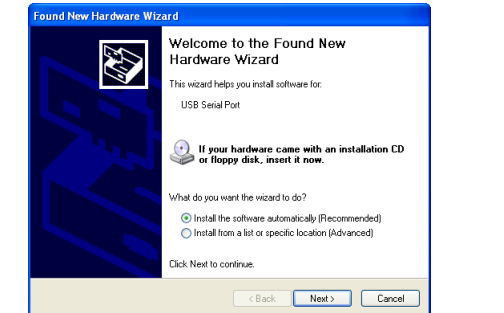 Found New Hardware Wizard
Welcome to the Found New
Hardware Wizard
This wizard helps you install software for:
USB Serial Port
If your hardware came with an installation CD
or floppy disk, insert it now.
What do you want the wizard to do?
Install the software automatically (Recommended)
Install from a list or specific location (Advanced)
Click Next to continue.
< Back Next > Cancel